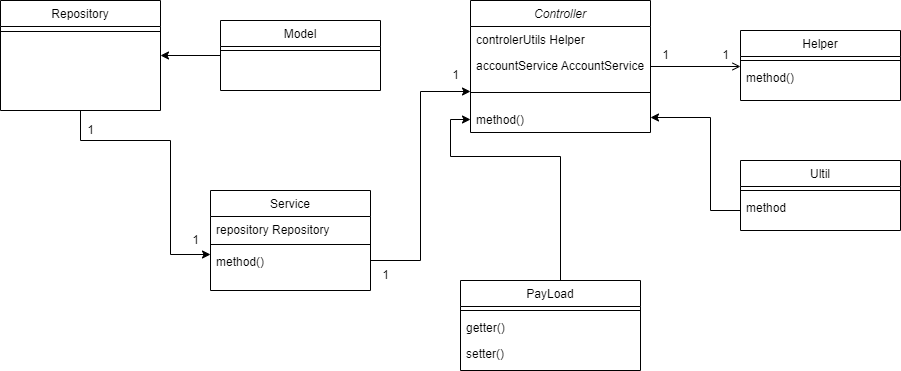 Repository
Model
Controller
controlerUtils Helper
accountService AccountService
method()
Helper
method()
1
1
1
1
Service
repository Repository
method()
1
1
Ultil
method
PayLoad
getter()
setter()